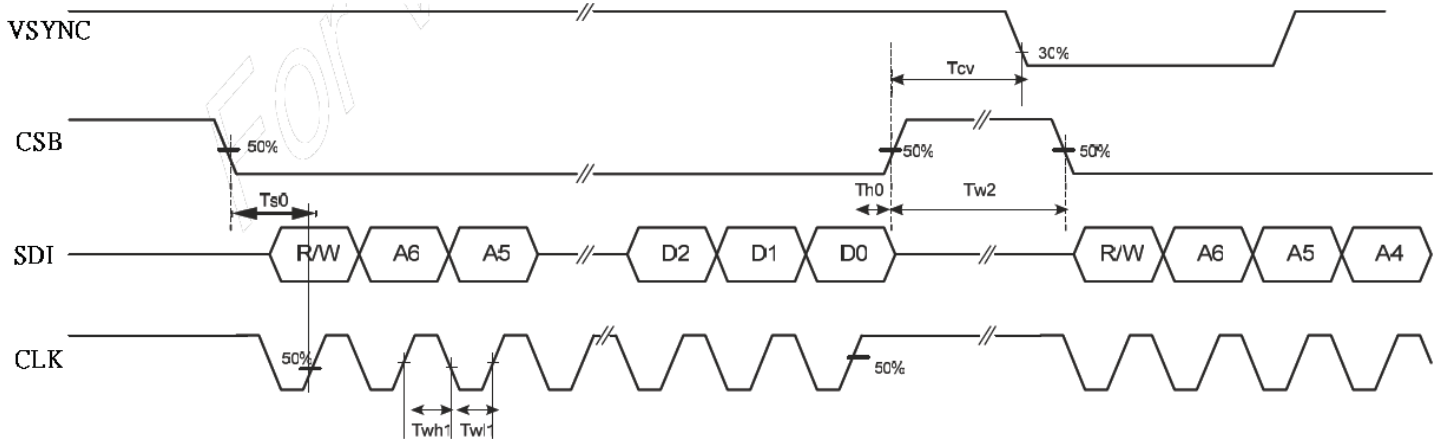 VSYNC
30%
Tcv
CSB
50%
50%
50%
Ts0
Th0
Tw2
SDI
R/W A6 A5 D2 D1 D0 R/W A6 A5 A4
CLK
50%
50%
Twh1 Twl1
For